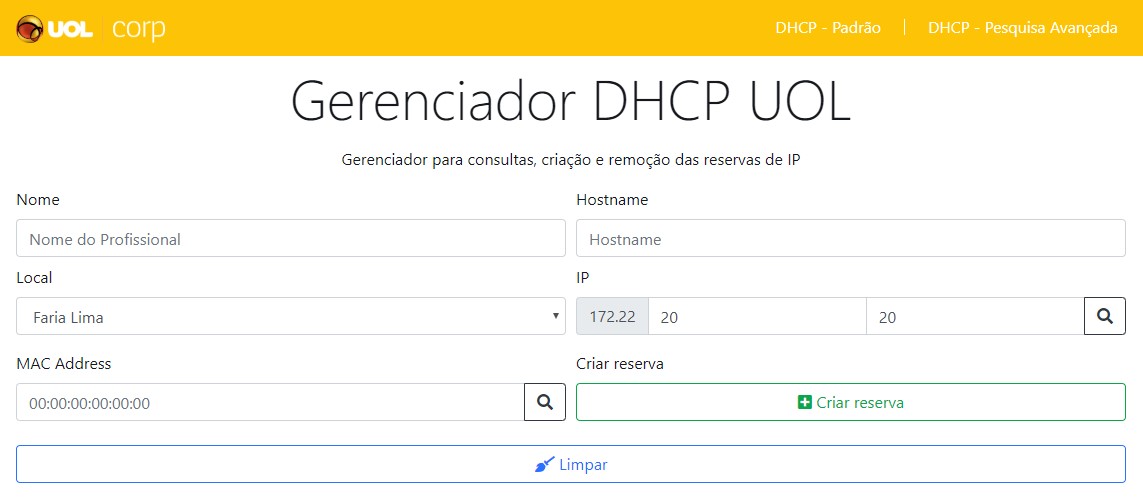 UOL corp DHCP - Padrão DHCP - Pesquisa Avançada
Gerenciador DHCP UOL
Gerenciador para consultas, criação e remoção das reservas de IP
Nome Hostname
Nome do Profissional Hostname
Local IP
Faria Lima 172.22 20 20
MAC Address Criar reserva
00:00:00:00:00:00 Criar reserva
Limpar